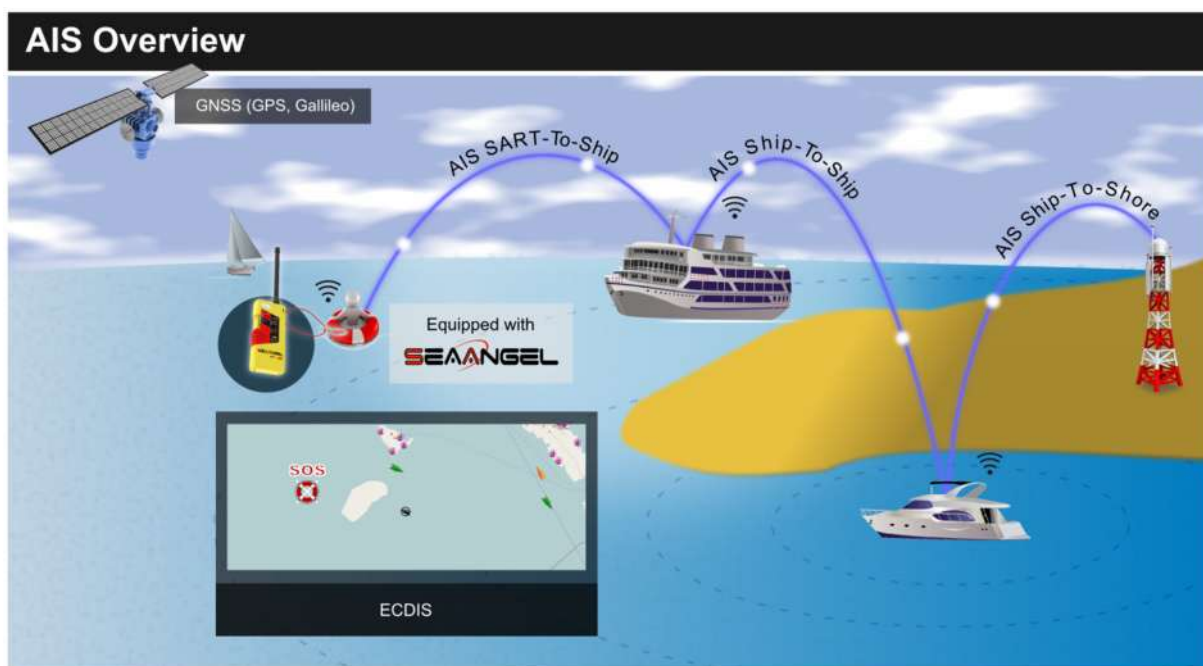 AIS Overview
GNSS (GPS, Gallileo)
AIS SART-To-Ship
AIS Ship-To-Ship
AIS Ship-To-Shore
Equipped with
SEAANGEL
SOS
ECDIS